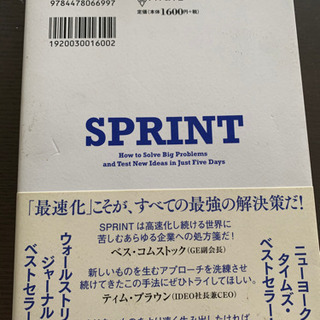 9784478066997
1920030016002
定価(本体1600円+税)
SPRINT
How to Solve Big Problems
and Test New Ideas in Just Five Days
「最速化」こそが、すべての最強の解決策だ!
SPRINTは高速化し続ける世界に
苦しむあらゆる企業への処方箋だ!
ベス・コムストック(GE副会長)
新しいものを生むアプローチを洗練させ
続けてきたこの手法にぜひトライしてほしい。
ティム・ブラウン(IDEO社長兼CEO)
ニューヨーク
タイムズ・
ベストセラー
ウォールストリ
ジャーナル
ベストセラー